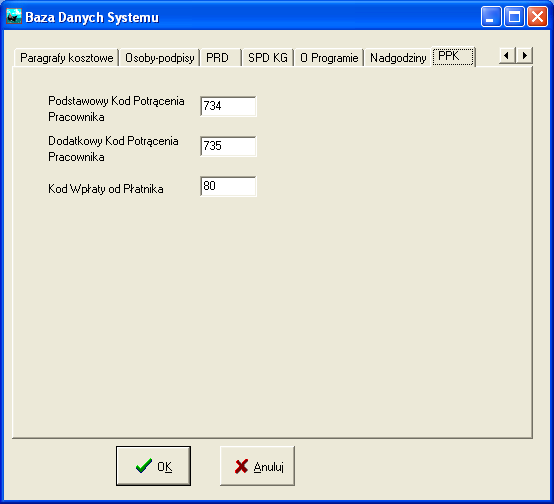 Baza Danych Systemu
Paragrafy kosztowe Osoby-podpisy PRD SPD KG O Programie Nadgodziny PPK
Podstawowy Kod Potrącenia
Pracownika
734
Dodatkowy Kod Potrącenia
Pracownika
735
Kod Wpłaty od Płatnika
80
OK Anuluj